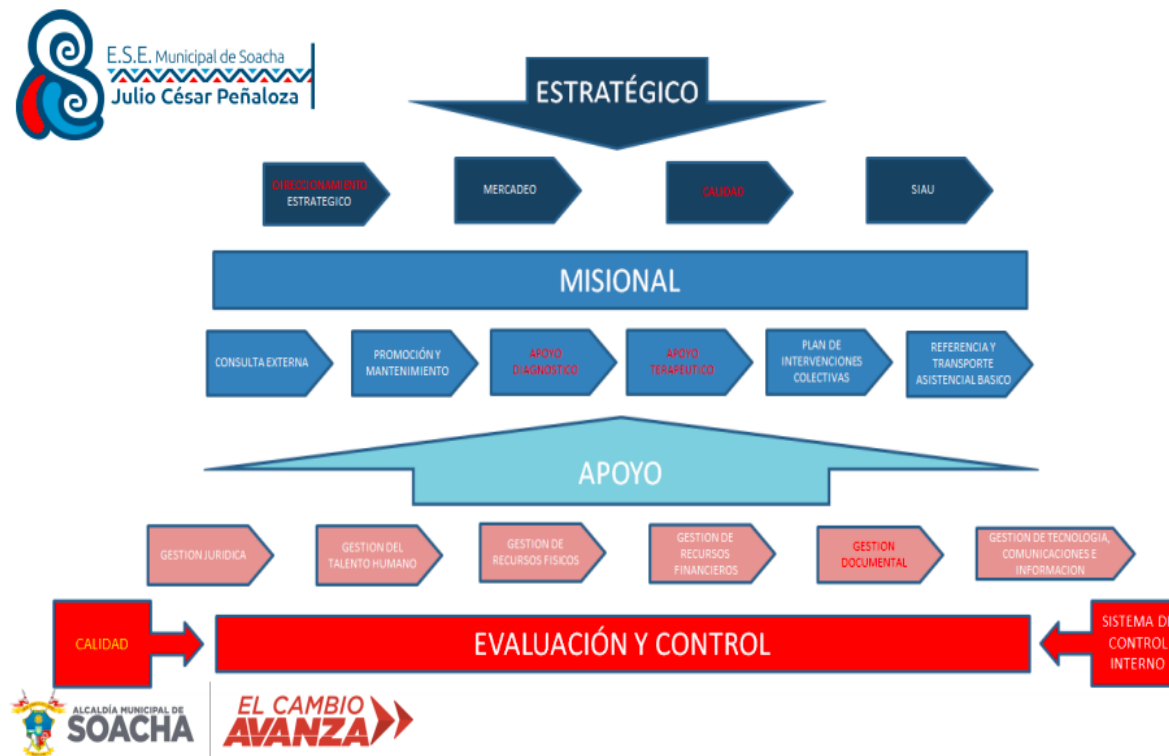 E.S.E. Municipal de Soacha
Julio César Peñaloza
ESTRATÉGICO
DIRECCIONAMIENTO
ESTRATEGICO
MERCADEO
CALIDAD
SIAU
MISIONAL
CONSULTA EXTERNA
PROMOCIÓN Y
MANTENIMIENTO
APOYO
DIAGNOSTICO
APOYO
TERAPEUTICO
PLAN DE
INTERVENCIONES
COLECTIVAS
REFERENCIA Y
TRANSPORTE
ASISTENCIAL BASICO
APOYO
GESTION JURIDICA
GESTION DEL
TALENTO HUMANO
GESTION DE
RECURSOS FISICOS
GESTION DE
RECURSOS
FINANCIEROS
GESTION
DOCUMENTAL
GESTION DE TECNOLOGIA,
COMUNICACIONES E
INFORMACION
CALIDAD
EVALUACIÓN Y CONTROL
SISTEMA DE
CONTROL
INTERNO
ALCALDÍA MUNICIPAL DE
SOACHA
EL CAMBIO
AVANZA